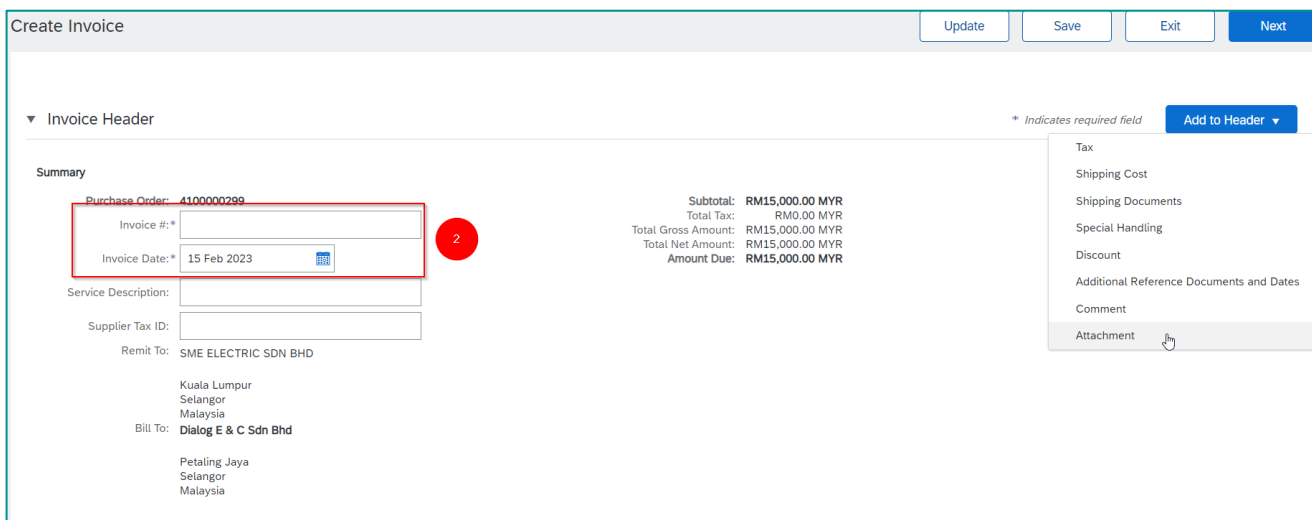 Create Invoice
Update
Save
Exit
Next
▼ Invoice Header
* Indicates required field
Add to Header ▼
Tax
Shipping Cost
Shipping Documents
Special Handling
Discount
Additional Reference Documents and Dates
Comment
Attachment
Summary
Purchase Order: 4100000299
Invoice #:*
2
Invoice Date:* 15 Feb 2023
Service Description:
Supplier Tax ID:
Remit To: SME ELECTRIC SDN BHD
Kuala Lumpur
Selangor
Malaysia
Bill To: Dialog E & C Sdn Bhd
Petaling Jaya
Selangor
Malaysia
Subtotal: RM15,000.00 MYR
Total Tax: RM0.00 MYR
Total Gross Amount: RM15,000.00 MYR
Total Net Amount: RM15,000.00 MYR
Amount Due: RM15,000.00 MYR